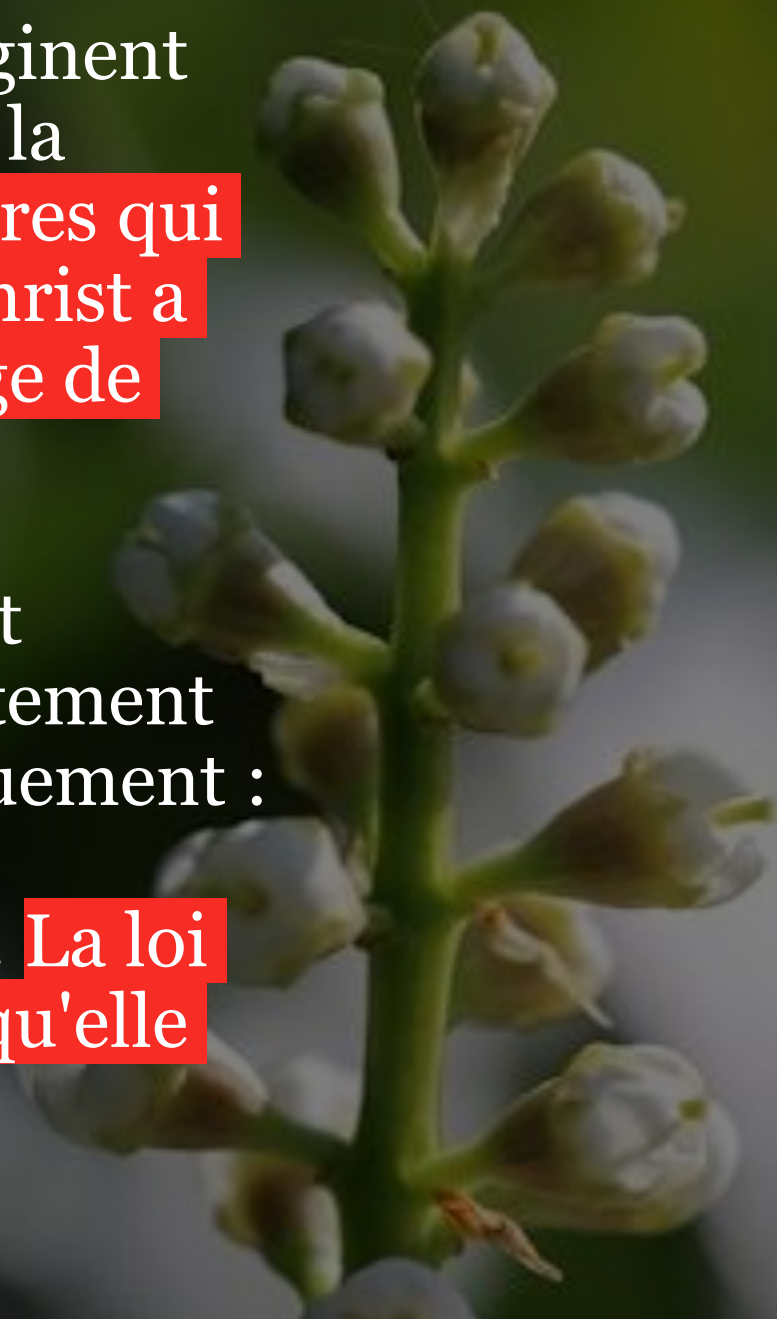 ginent
la
res qui
hrist a
ge de
t
tement
uement :
. La loi
qu'elle